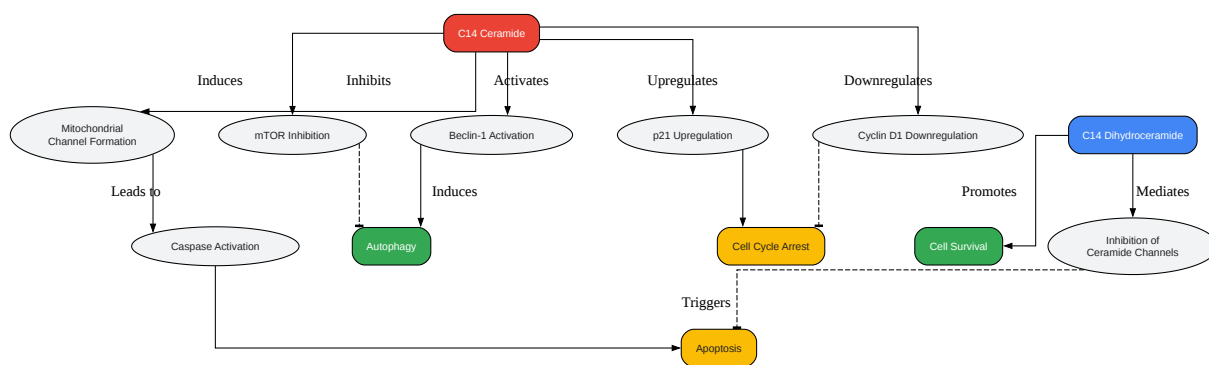 C14 Ceramide
Induces
Inhibits
Activates
Upregulates
Downregulates
Mitochondrial
Channel Formation
mTOR Inhibition
Beclin-1 Activation
p21 Upregulation
Cyclin D1 Downregulation
C14 Dihydroceramide
Leads to
Induces
Promotes
Mediates
Caspase Activation
Autophagy
Cell Cycle Arrest
Cell Survival
Inhibition of
Ceramide Channels
Triggers
Apoptosis